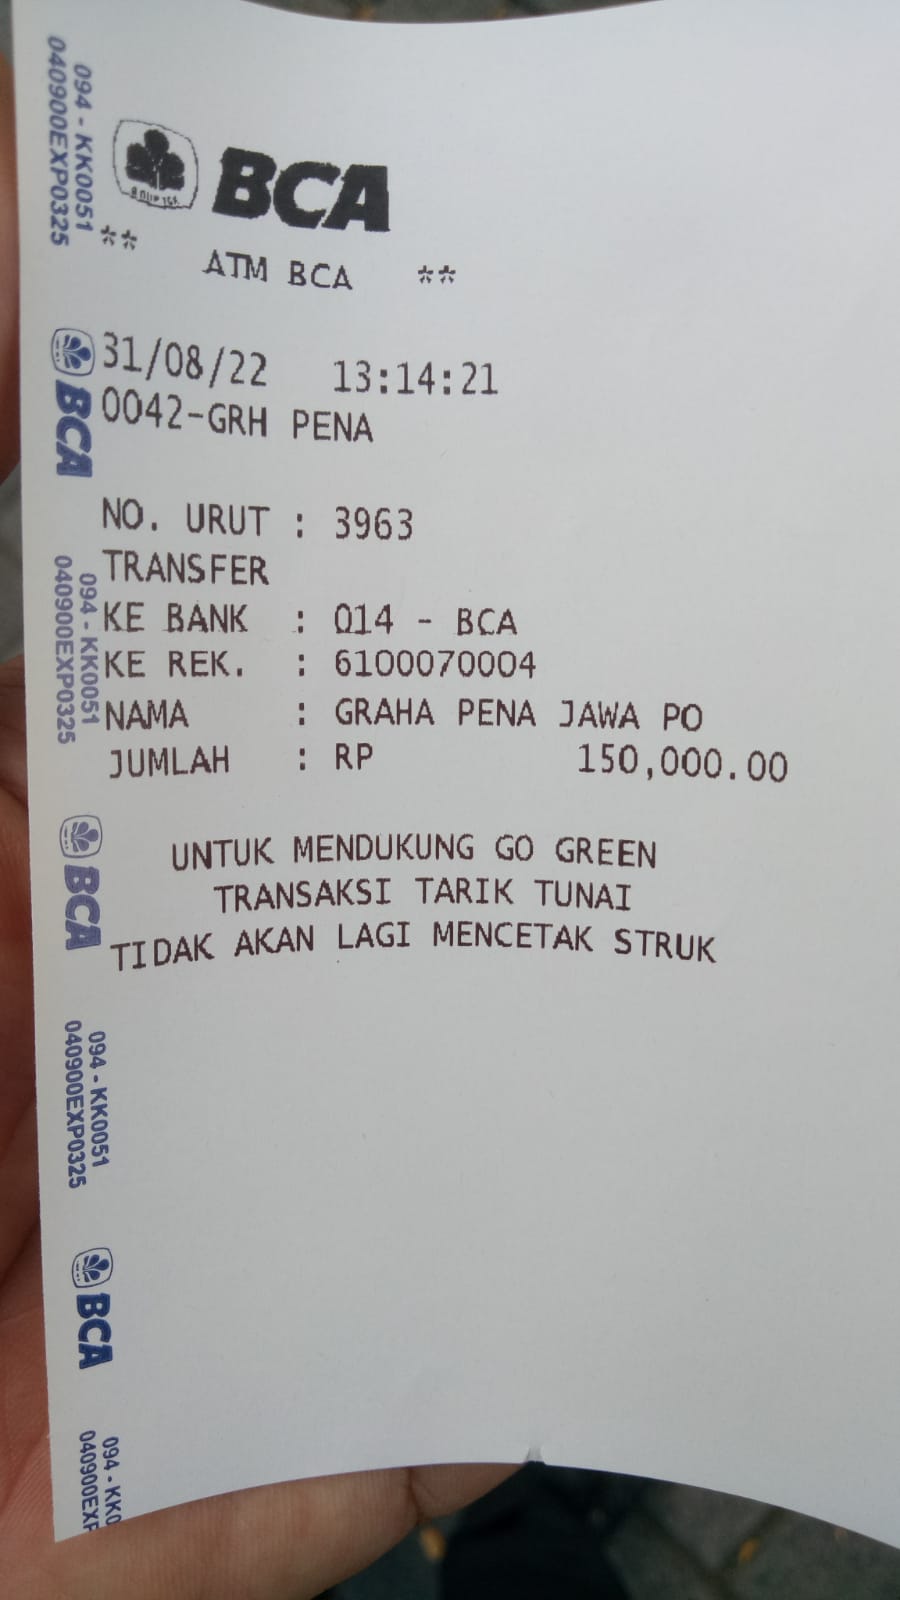 BCA
** ATM BCA **
31/08/22 13:14:21
0042-GRH PENA
NO. URUT : 3963
TRANSFER
KE BANK : 014 - BCA
KE REK. : 6100070004
NAMA : GRAHA PENA JAWA PO
JUMLAH : RP 150,000.00
UNTUK MENDUKUNG GO GREEN
TRANSAKSI TARIK TUNAI
TIDAK AKAN LAGI MENCETAK STRUK
094 - KK0051
040900EXP0325
BCA
094 - KK0051
040900EXP0325
BCA
094 - KK0051
040900EXP0325
BCA
094 - KK0
040900EXP